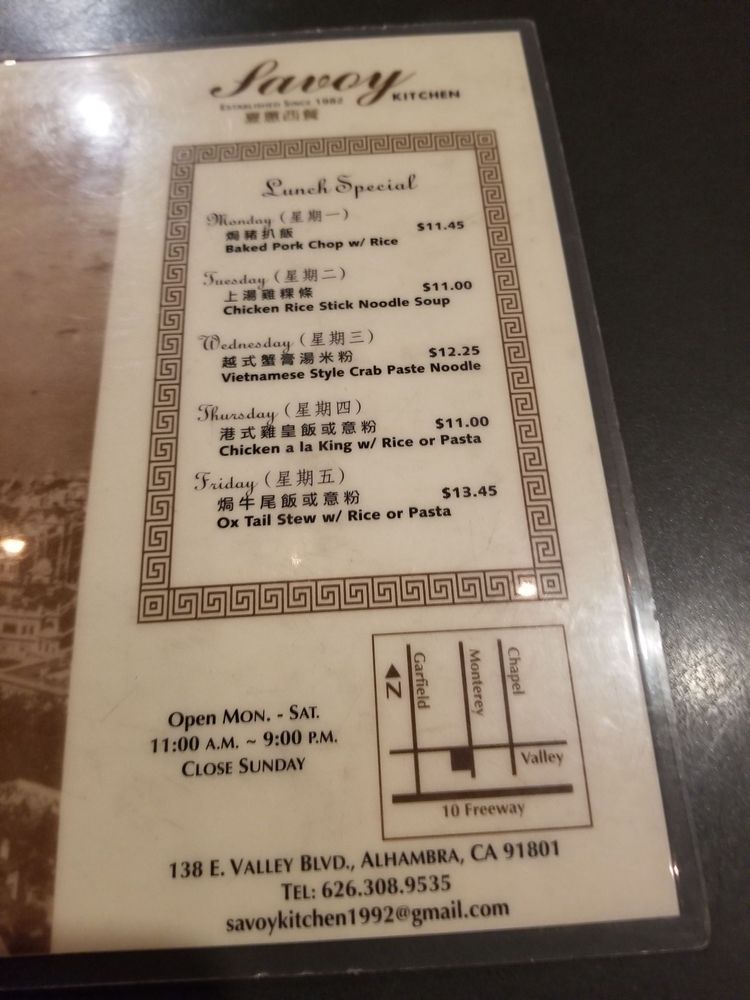 Savoy KITCHEN
ESTABLISHED SINCE 1982
西餐
Lunch Special
Monday (星期一)
焗豬扒飯 $11.45
Baked Pork Chop w/ Rice
Tuesday (星期二)
上湯雞粿條 $11.00
Chicken Rice Stick Noodle Soup
Wednesday (星期三)
越式蟹膏湯米粉 $12.25
Vietnamese Style Crab Paste Noodle
Thursday (星期四)
港式雞皇飯或意粉 $11.00
Chicken a la King w/ Rice or Pasta
Friday (星期五)
焗牛尾飯或意粉 $13.45
Ox Tail Stew w/ Rice or Pasta
N
Garfield
Monterey
Chapel
Valley
10 Freeway
OPEN MON. - SAT.
11:00 A.M. ~ 9:00 P.M.
CLOSE SUNDAY
138 E. VALLEY BLVD., ALHAMBRA, CA 91801
TEL: 626.308.9535
savoykitchen1992@gmail.com